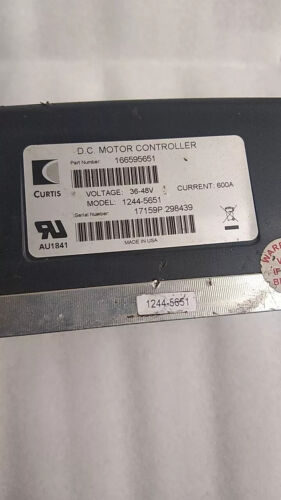 D.C. MOTOR CONTROLLER
Part Number: 166595651
CURTIS
VOLTAGE: 36-48V
CURRENT: 600A
MODEL: 1244-5651
Serial Number: 17159P 298439
AU1841
MADE IN USA
1244-5651